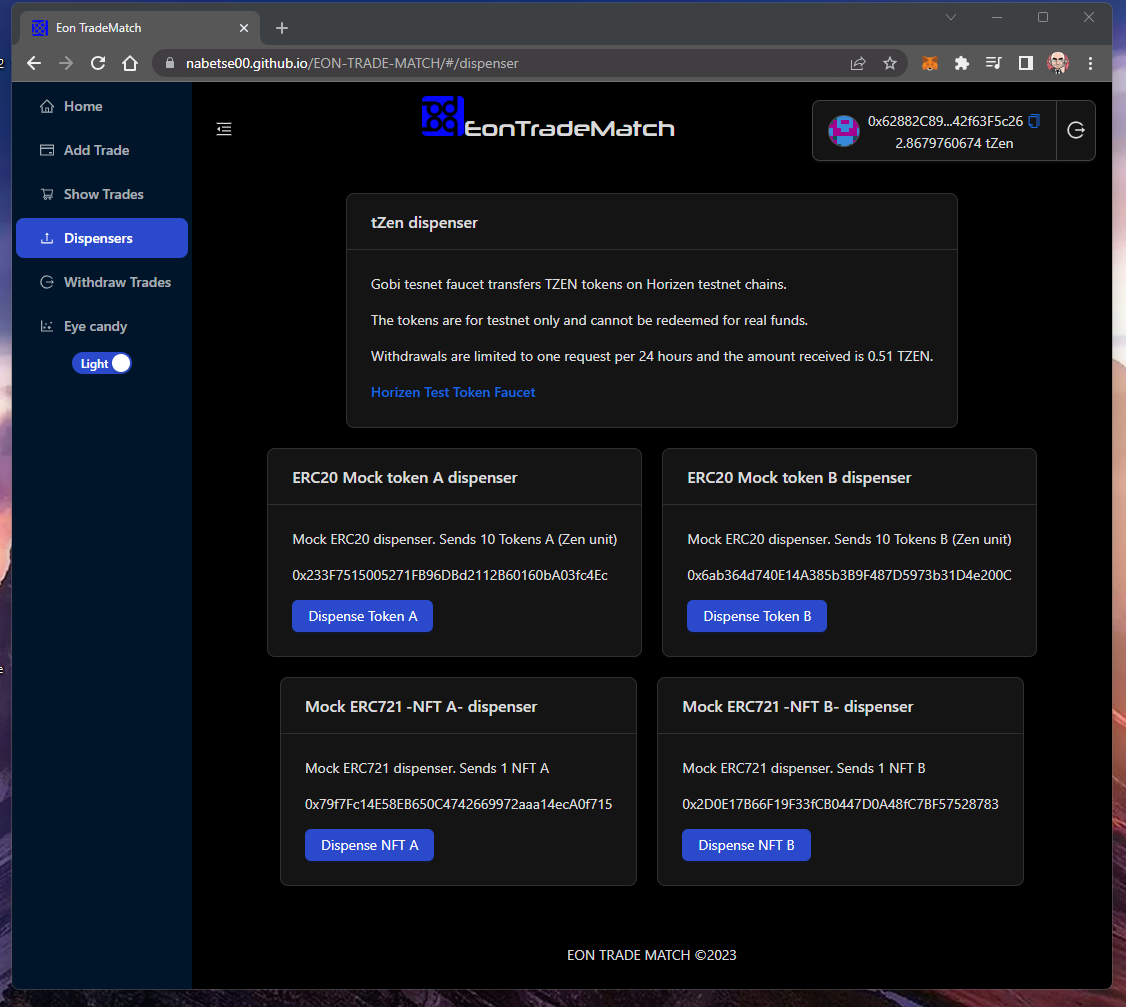 Eon TradeMatch
nabetse00.github.io/EON-TRADE-MATCH/#/dispenser
Home
Add Trade
Show Trades
Dispensers
Withdraw Trades
Eye candy
Light
EonTradeMatch
0x62882C89...42f63F5c26
2.8679760674 tZen
tZen dispenser
Gobi tesnet faucet transfers TZEN tokens on Horizen testnet chains.
The tokens are for testnet only and cannot be redeemed for real funds.
Withdrawals are limited to one request per 24 hours and the amount received is 0.51 TZEN.
Horizen Test Token Faucet
ERC20 Mock token A dispenser
Mock ERC20 dispenser. Sends 10 Tokens A (Zen unit)
0x233F7515005271FB96DBd2112B60160bA03fc4Ec
Dispense Token A
ERC20 Mock token B dispenser
Mock ERC20 dispenser. Sends 10 Tokens B (Zen unit)
0x6ab364d740E14A385b3B9F487D5973b31D4e200C
Dispense Token B
Mock ERC721 -NFT A- dispenser
Mock ERC721 dispenser. Sends 1 NFT A
0x79f7Fc14E58EB650C4742669972aaa14ecA0f715
Dispense NFT A
Mock ERC721 -NFT B- dispenser
Mock ERC721 dispenser. Sends 1 NFT B
0x2D0E17B66F19F33fCB0447D0A48fC7BF57528783
Dispense NFT B
EON TRADE MATCH ©2023